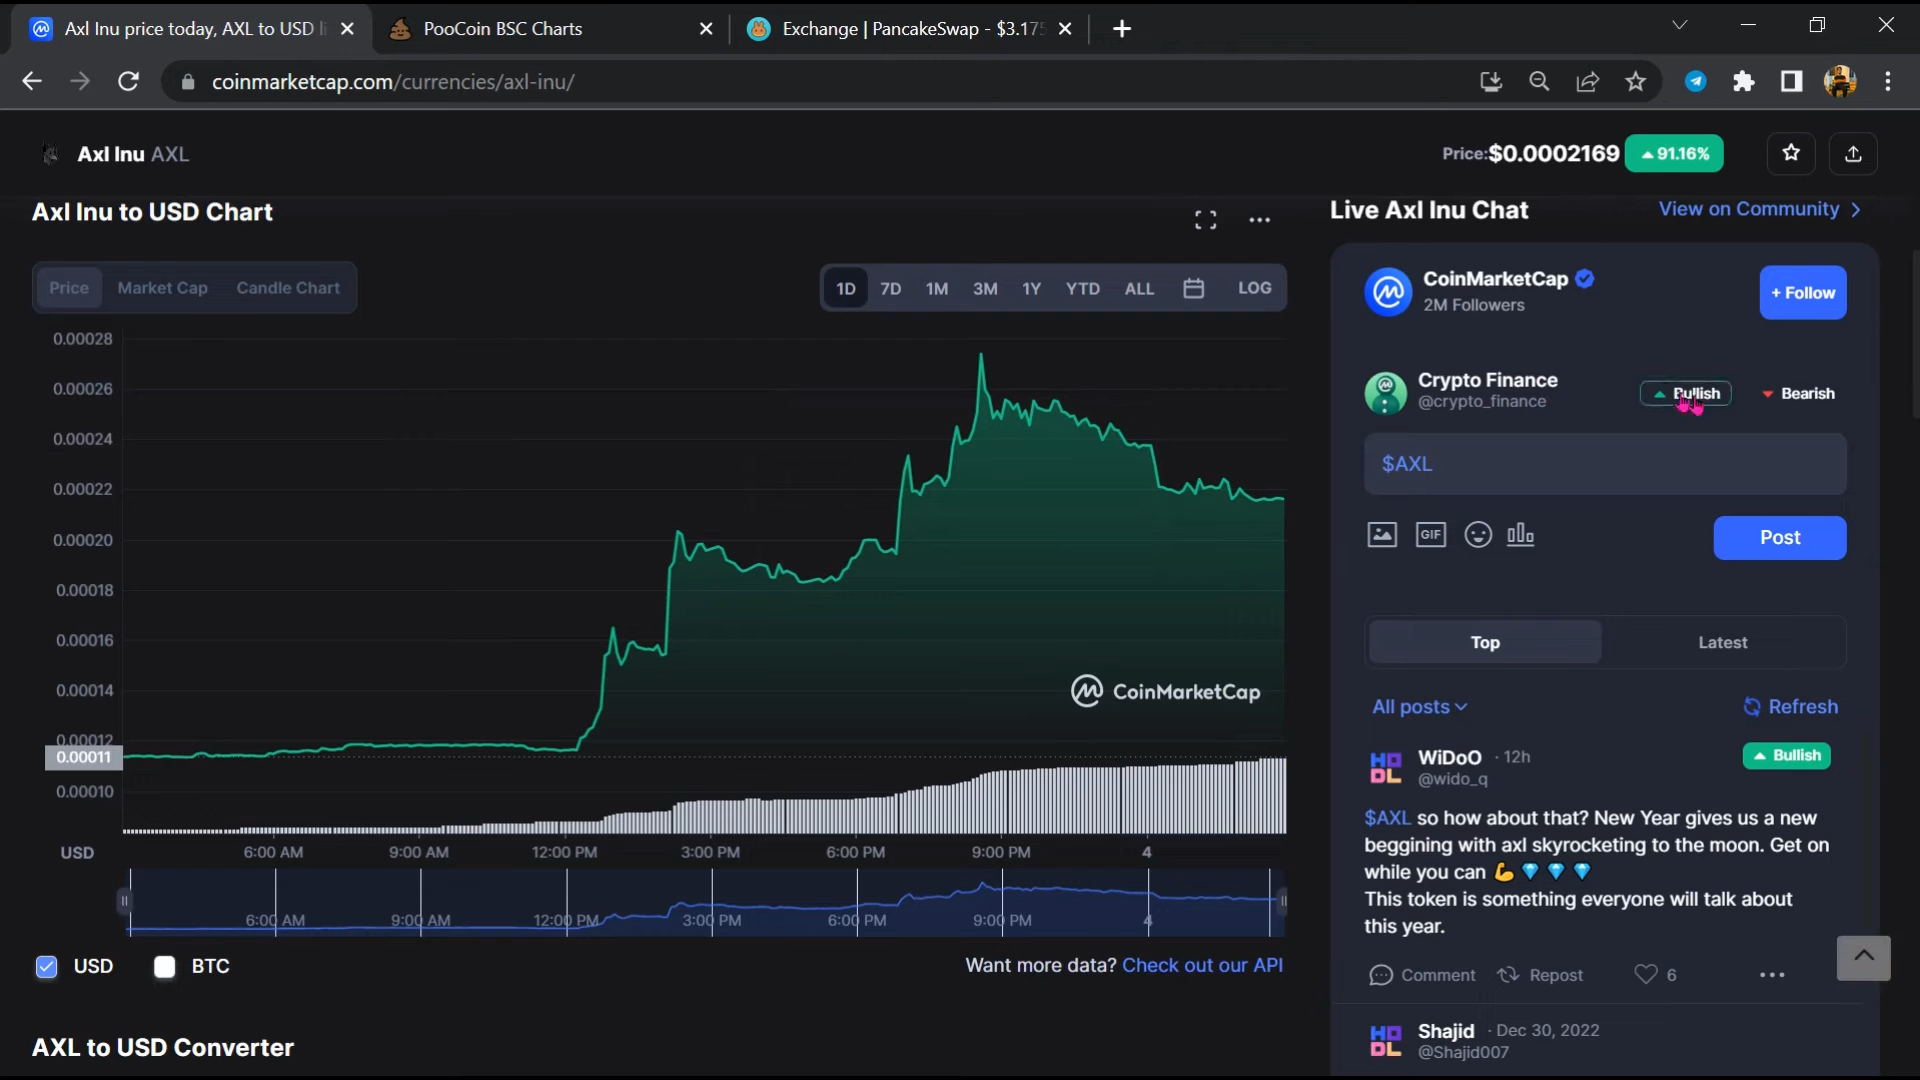 Axl Inu price today, AXL to USD li
PooCoin BSC Charts
Exchange | PancakeSwap - $3.175
coinmarketcap.com/currencies/axl-inu/
Axl Inu AXL
Price:$0.0002169
91.16%
Axl Inu to USD Chart
Price
Market Cap
Candle Chart
1D
7D
1M
3M
1Y
YTD
ALL
LOG
0.00028
0.00026
0.00024
0.00022
0.00020
0.00018
0.00016
0.00014
0.00012
0.00011
0.00010
CoinMarketCap
USD
6:00 AM
9:00 AM
12:00 PM
3:00 PM
6:00 PM
9:00 PM
4
6:00 AM
9:00 AM
12:00 PM
3:00 PM
6:00 PM
9:00 PM
4
USD
BTC
Want more data? Check out our API
AXL to USD Converter
Live Axl Inu Chat
View on Community
CoinMarketCap
2M Followers
+ Follow
Crypto Finance
@crypto_finance
Bullish
Bearish
$AXL
GIF
Post
Top
Latest
All posts
Refresh
HODL
WiDoO · 12h
@wido_q
Bullish
$AXL so how about that? New Year gives us a new
beggining with axl skyrocketing to the moon. Get on
while you can 💪 💎 💎 💎
This token is something everyone will talk about
this year.
Comment
Repost
6
HODL
Shajid · Dec 30, 2022
@Shajid007